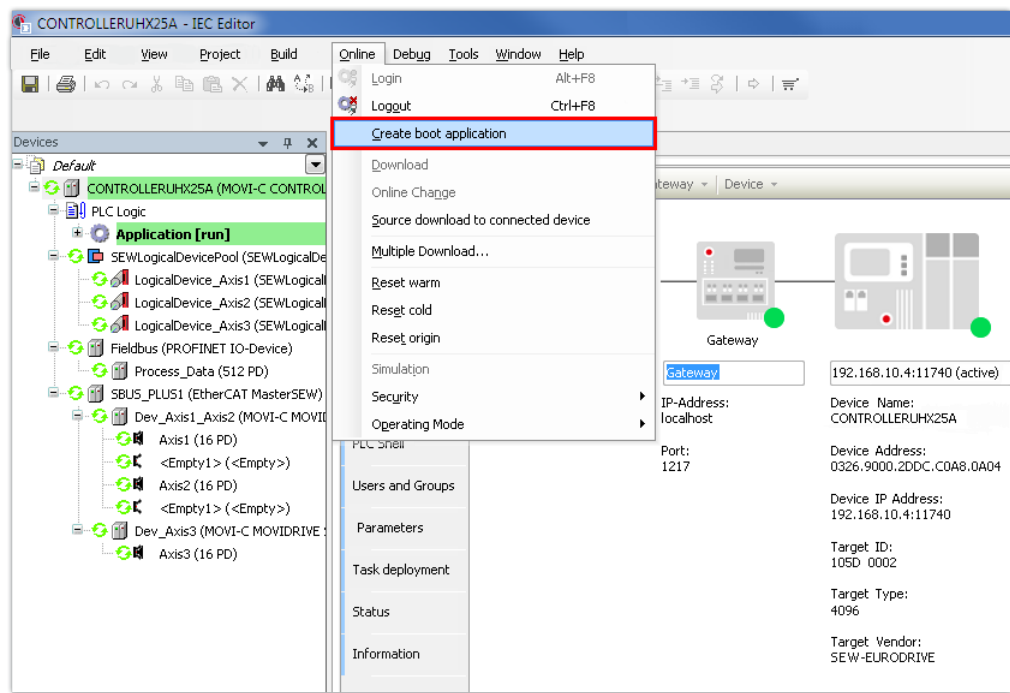 CONTROLLERUHX25A - IEC Editor
File Edit View Project Build Online Debug Tools Window Help
Login Alt+F8
Logout Ctrl+F8
Create boot application
Download
Online Change
Source download to connected device
Multiple Download...
Reset warm
Reset cold
Reset origin
Simulation
Security
Operating Mode
Devices
Default
CONTROLLERUHX25A (MOVI-C CONTROL
PLC Logic
Application [run]
SEWLogicalDevicePool (SEWLogicalDe
LogicalDevice_Axis1 (SEWLogicall
LogicalDevice_Axis2 (SEWLogicall
LogicalDevice_Axis3 (SEWLogicall
Fieldbus (PROFINET IO-Device)
Process_Data (512 PD)
SBUS_PLUS1 (EtherCAT MasterSEW)
Dev_Axis1_Axis2 (MOVI-C MOVID
Axis1 (16 PD)
<Empty1> (<Empty>)
Axis2 (16 PD)
<Empty1> (<Empty>)
Dev_Axis3 (MOVI-C MOVIDRIVE S
Axis3 (16 PD)
PLC Shell
Users and Groups
Parameters
Task deployment
Status
Information
teway Device
Gateway
Gateway
IP-Address:
localhost
Port:
1217
192.168.10.4:11740 (active)
Device Name:
CONTROLLERUHX25A
Device Address:
0326.9000.2DDC.C0A8.0A04
Device IP Address:
192.168.10.4:11740
Target ID:
105D 0002
Target Type:
4096
Target Vendor:
SEW-EURODRIVE